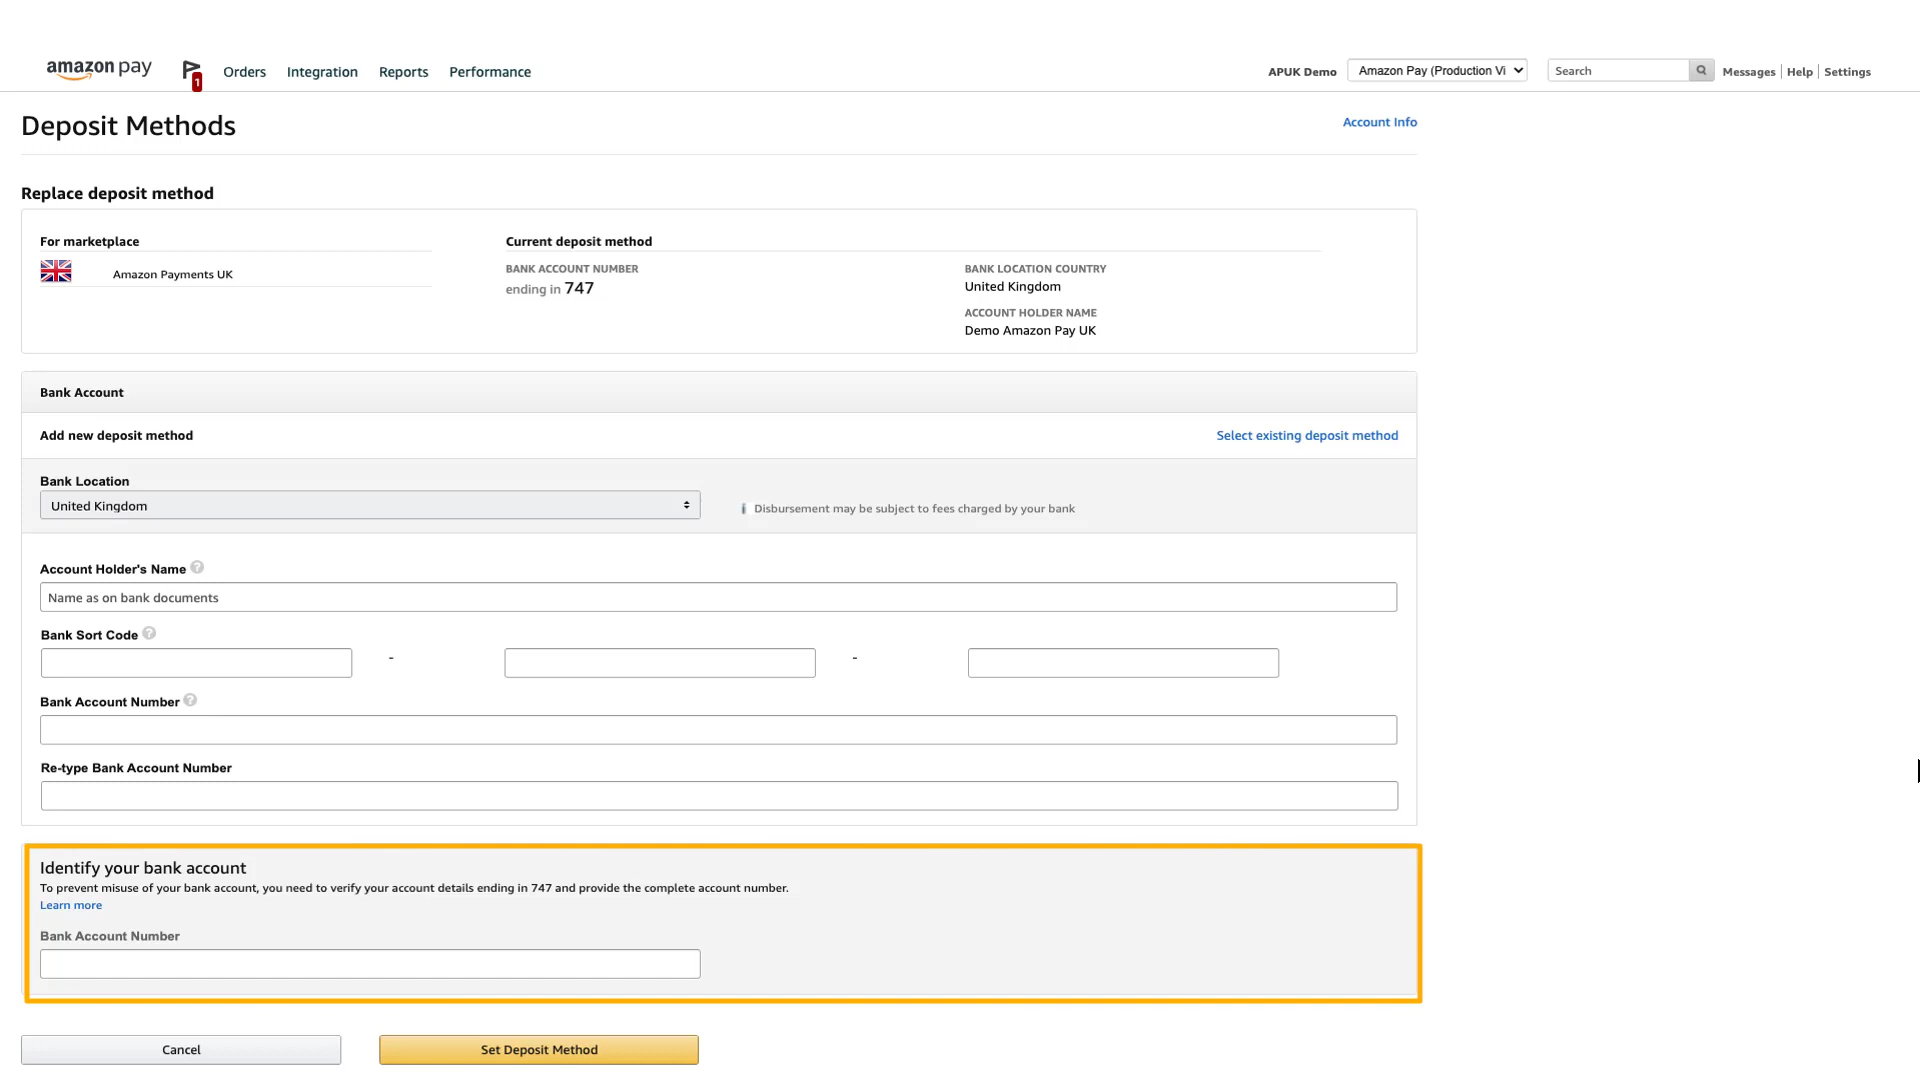 amazon pay
1
Orders Integration Reports Performance
APUK Demo Amazon Pay (Production Vi Search Messages Help Settings
Deposit Methods
Account Info
Replace deposit method
For marketplace
Amazon Payments UK
Current deposit method
BANK ACCOUNT NUMBER
ending in 747
BANK LOCATION COUNTRY
United Kingdom
ACCOUNT HOLDER NAME
Demo Amazon Pay UK
Bank Account
Add new deposit method
Select existing deposit method
Bank Location
United Kingdom
i Disbursement may be subject to fees charged by your bank
Account Holder's Name ?
Name as on bank documents
Bank Sort Code ?
- -
Bank Account Number ?
Re-type Bank Account Number
Identify your bank account
To prevent misuse of your bank account, you need to verify your account details ending in 747 and provide the complete account number.
Learn more
Bank Account Number
Cancel Set Deposit Method